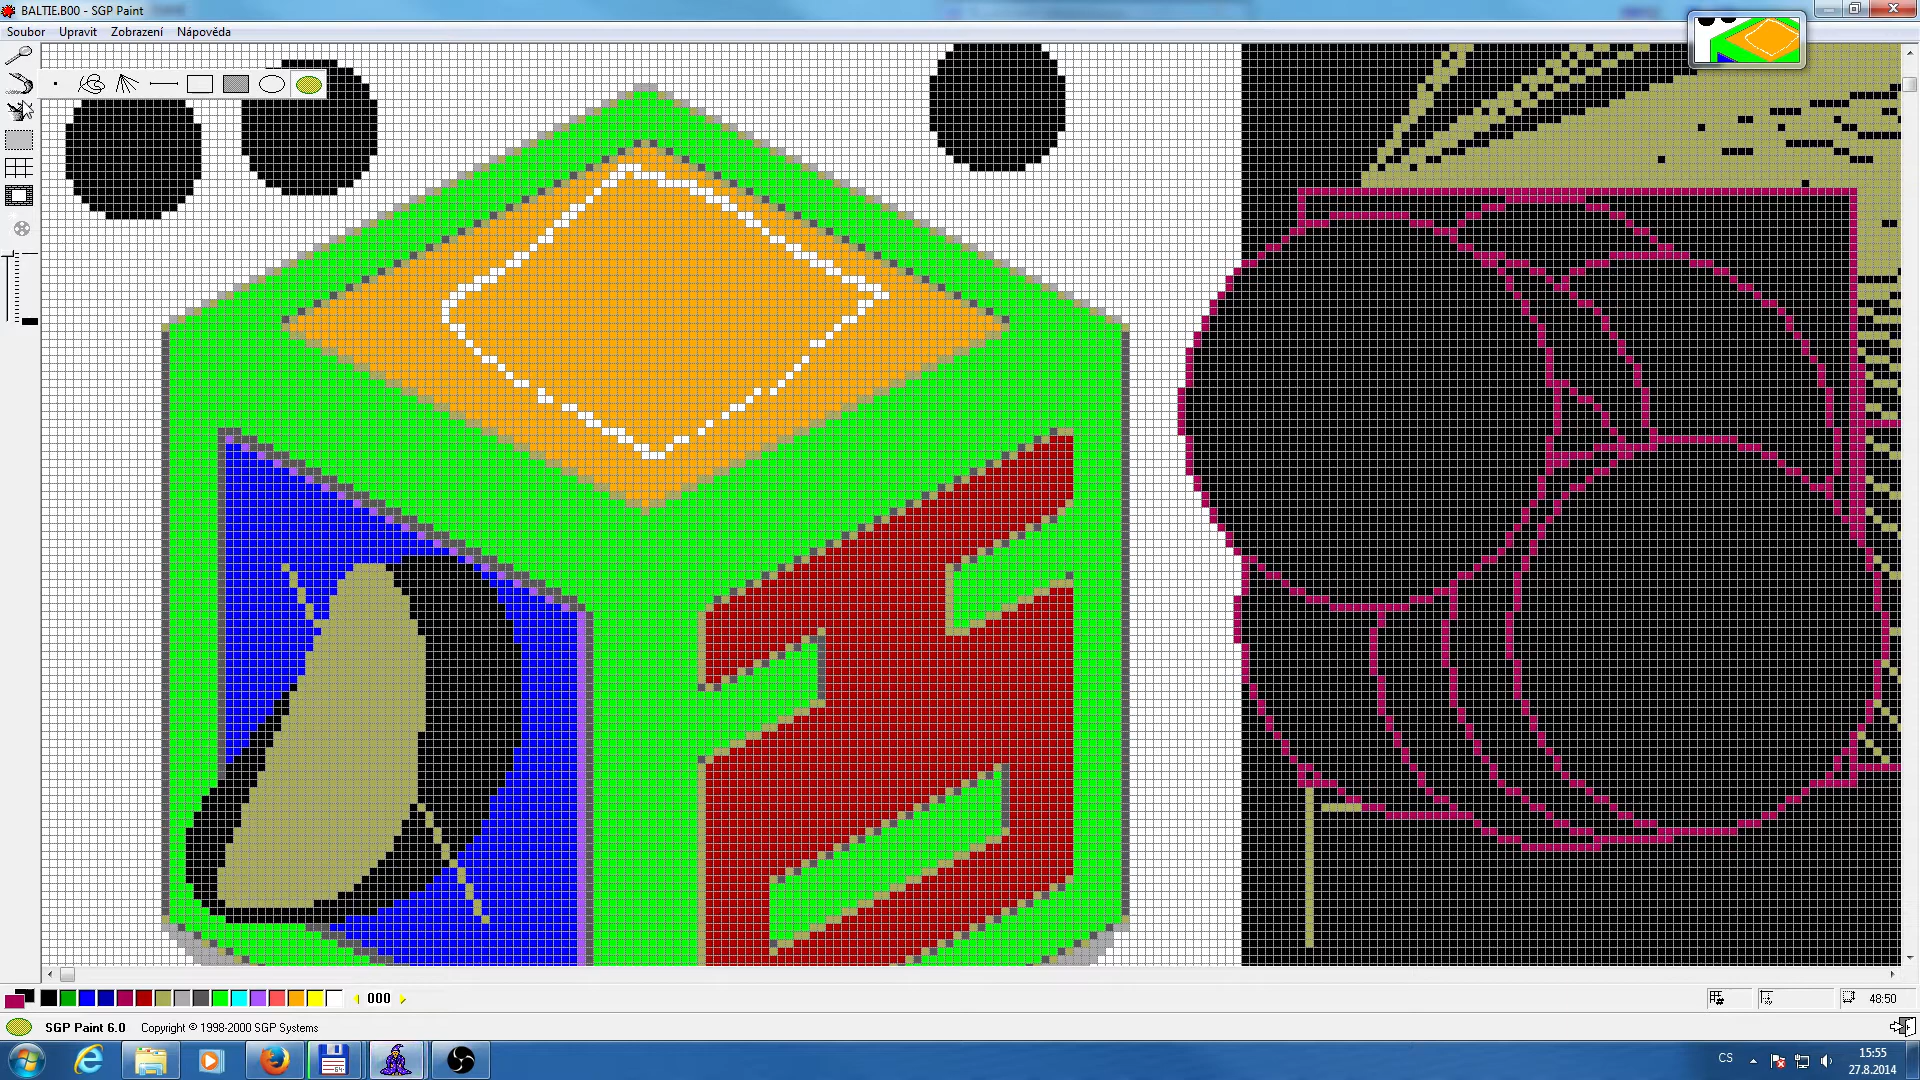 BALTIE.B00 - SGP Paint
Soubor Upravit Zobrazení Nápověda
000
48:50
SGP Paint 6.0 Copyright © 1998-2000 SGP Systems
CS
15:55
27.8.2014